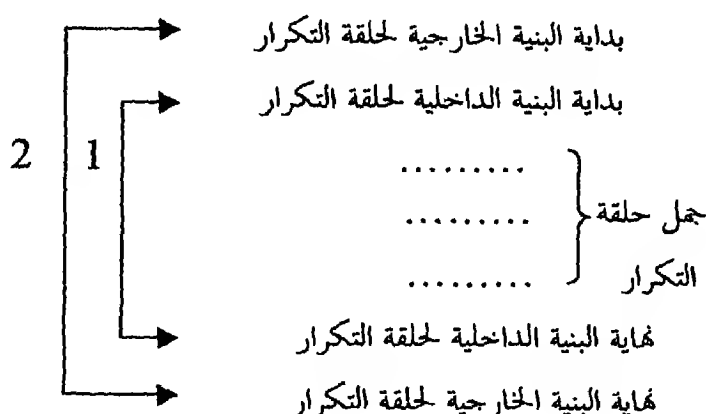 بداية البنية الخارجية لحلقة التكرار
بداية البنية الداخلية لحلقة التكرار
2 1
.........
جمل حلقة
.........
التكرار
.........
نهاية البنية الداخلية لحلقة التكرار
نهاية البنية الخارجية لحلقة التكرار